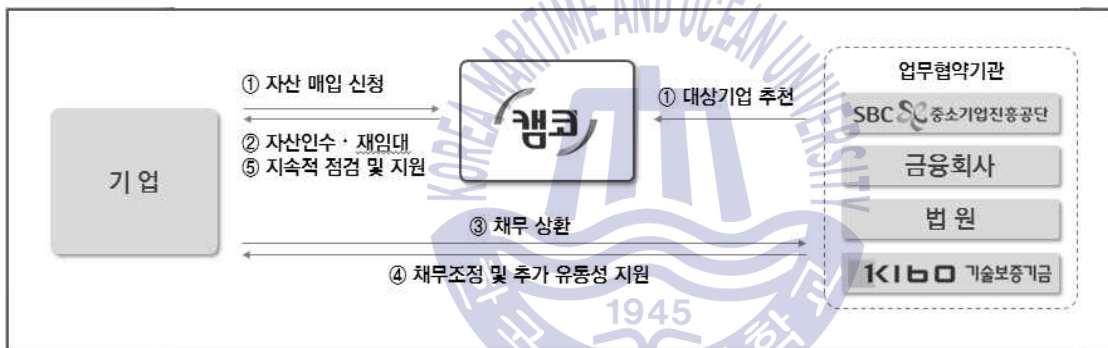 KOREA MARITIME AND OCEAN UNIVERSITY
업무협약기관
① 자산 매입 신청
캠코
① 대상기업 추천
SBC 중소기업진흥공단
② 자산인수 · 재임대
⑤ 지속적 점검 및 지원
기 업
금융회사
③ 채무 상환
법 원
④ 채무조정 및 추가 유동성 지원
KIBO 기술보증기금
1945